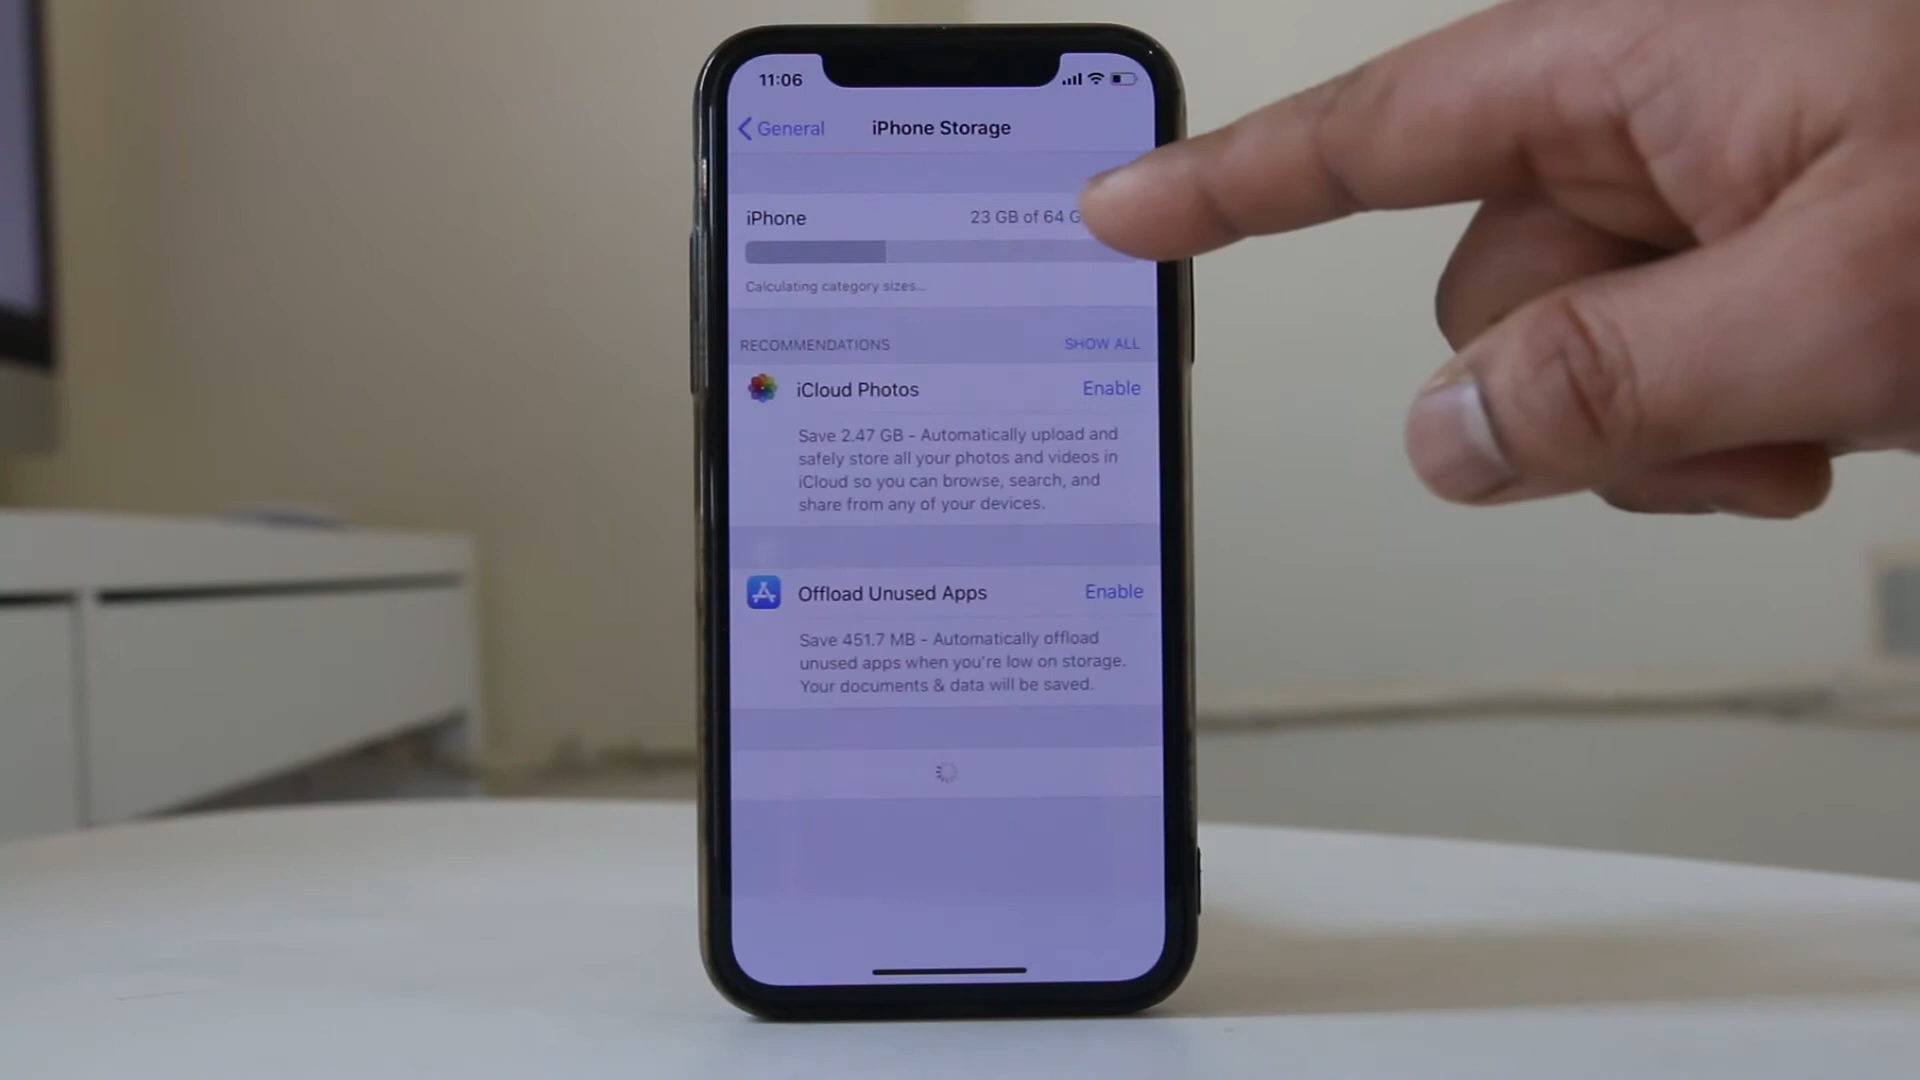 11:06
General
iPhone Storage
iPhone
23 GB of 64
Calculating category sizes...
RECOMMENDATIONS
SHOW ALL
iCloud Photos
Enable
Save 2.47 GB - Automatically upload and
safely store all your photos and videos in
iCloud so you can browse, search, and
share from any of your devices.
Offload Unused Apps
Enable
Save 451.7 MB - Automatically offload
unused apps when you're low on storage.
Your documents & data will be saved.